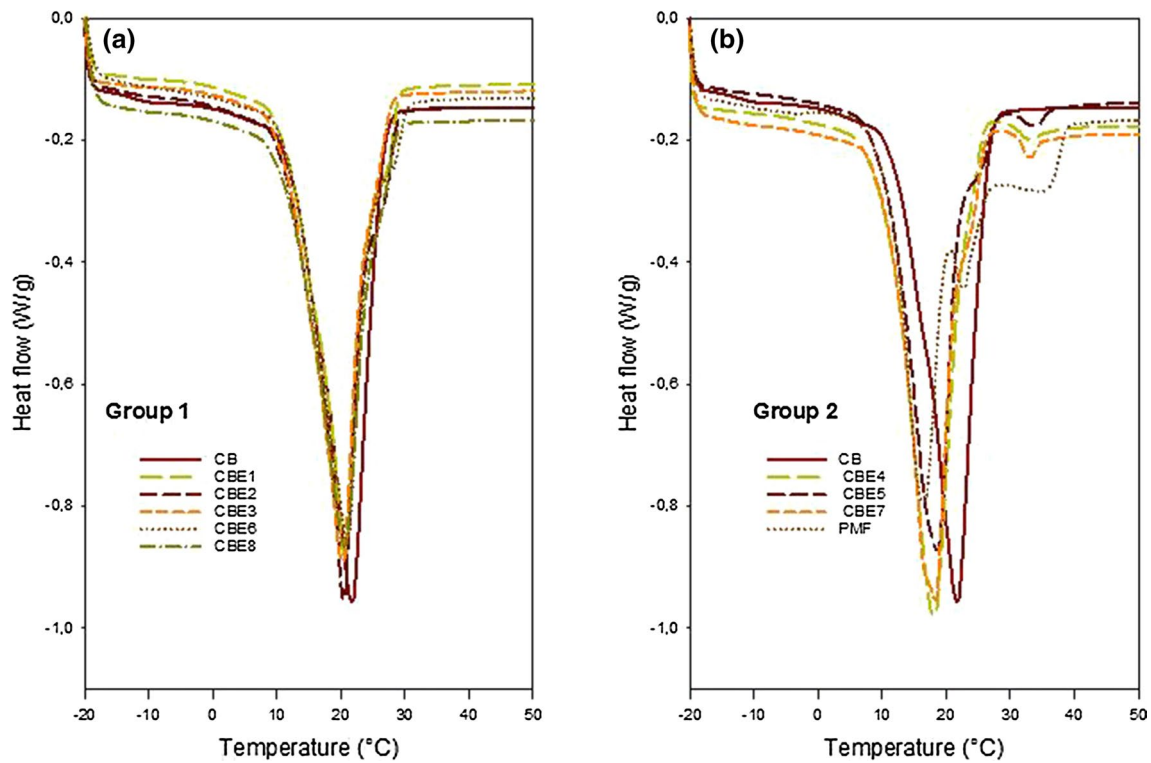 (a)
0,0
-0,2
-0,4
-0,6
-0,8
-1,0
Heat flow (W/g)
Group 1
CB
CBE1
CBE2
CBE3
CBE6
CBE8
-20 -10 0 10 20 30 40 50
Temperature (°C)
(b)
0,0
-0,2
-0,4
-0,6
-0,8
-1,0
Heat flow (W/g)
Group 2
CB
CBE4
CBE5
CBE7
PMF
-20 -10 0 10 20 30 40 50
Temperature (°C)